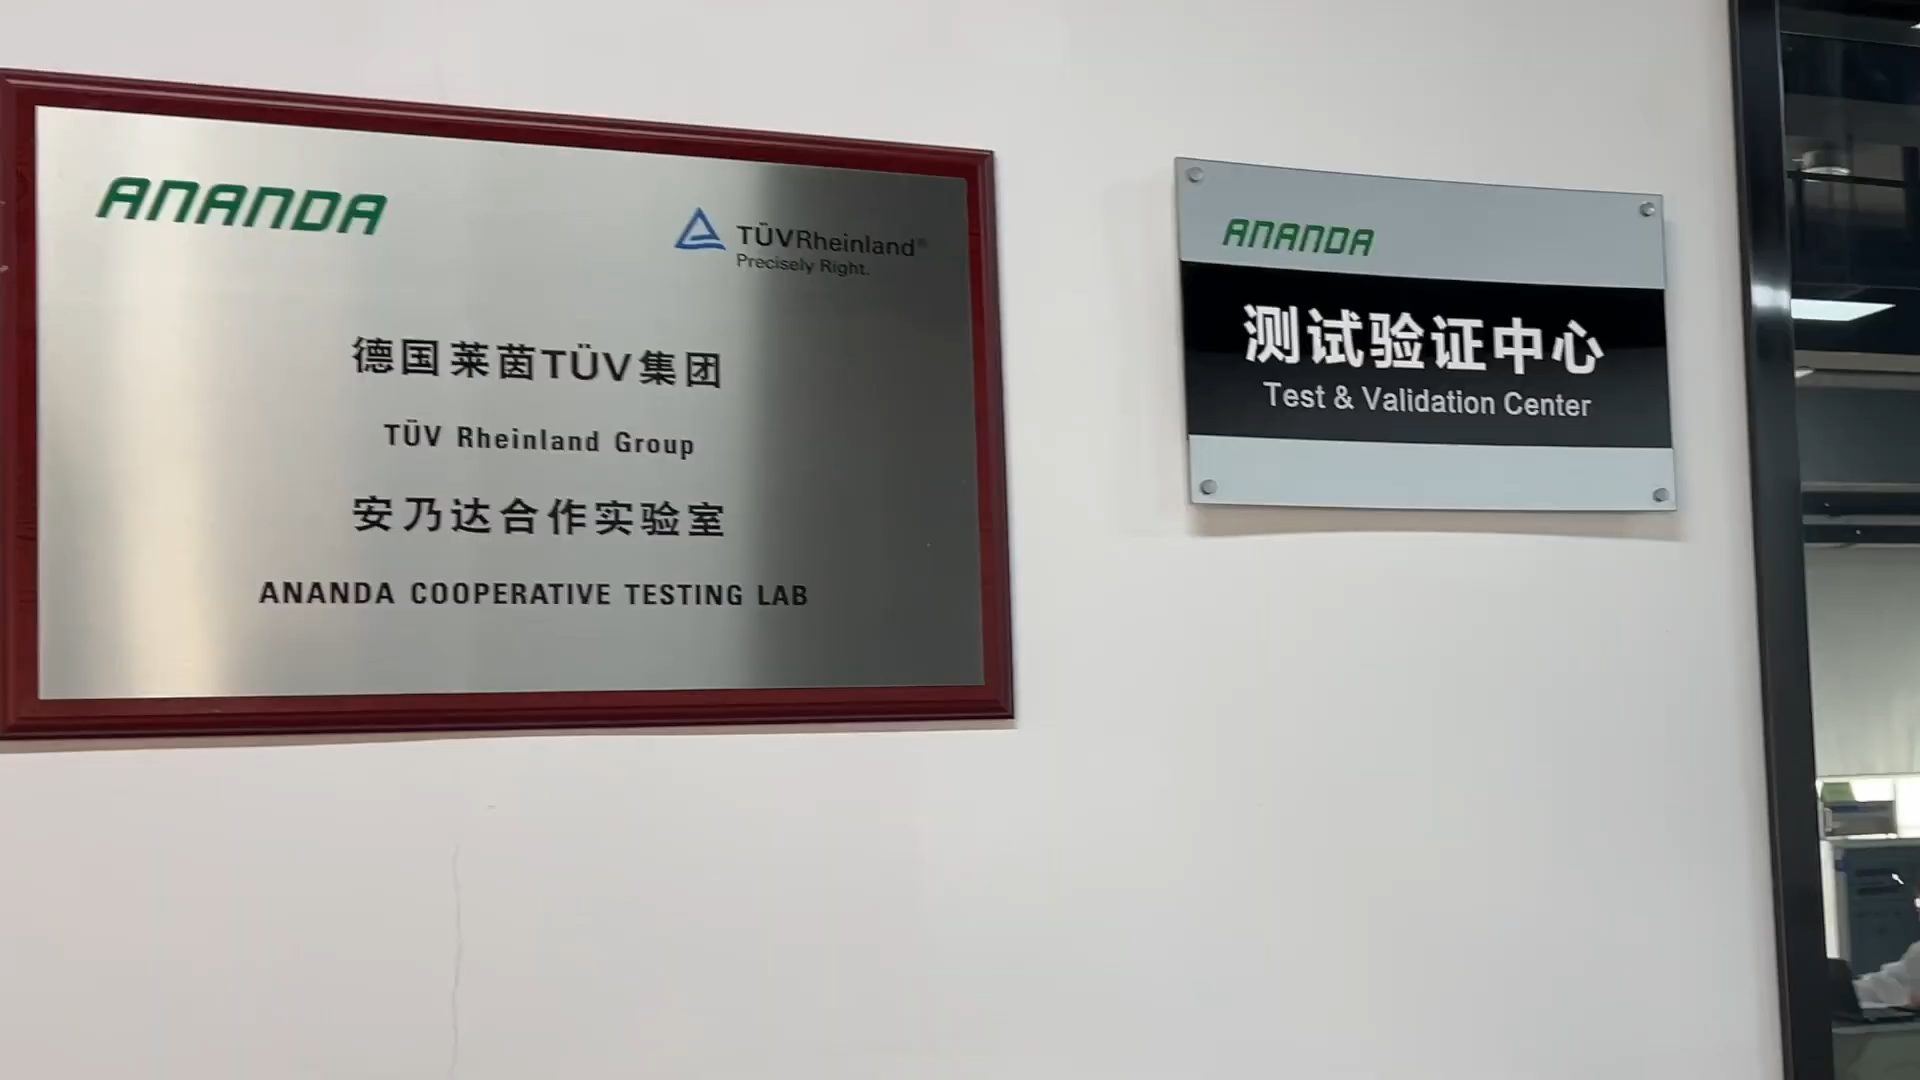 ANANDA
TÜVRheinland®
Precisely Right.
德国莱茵TÜV集团
TÜV Rheinland Group
安乃达合作实验室
ANANDA COOPERATIVE TESTING LAB
ANANDA
测试验证中心
Test & Validation Center